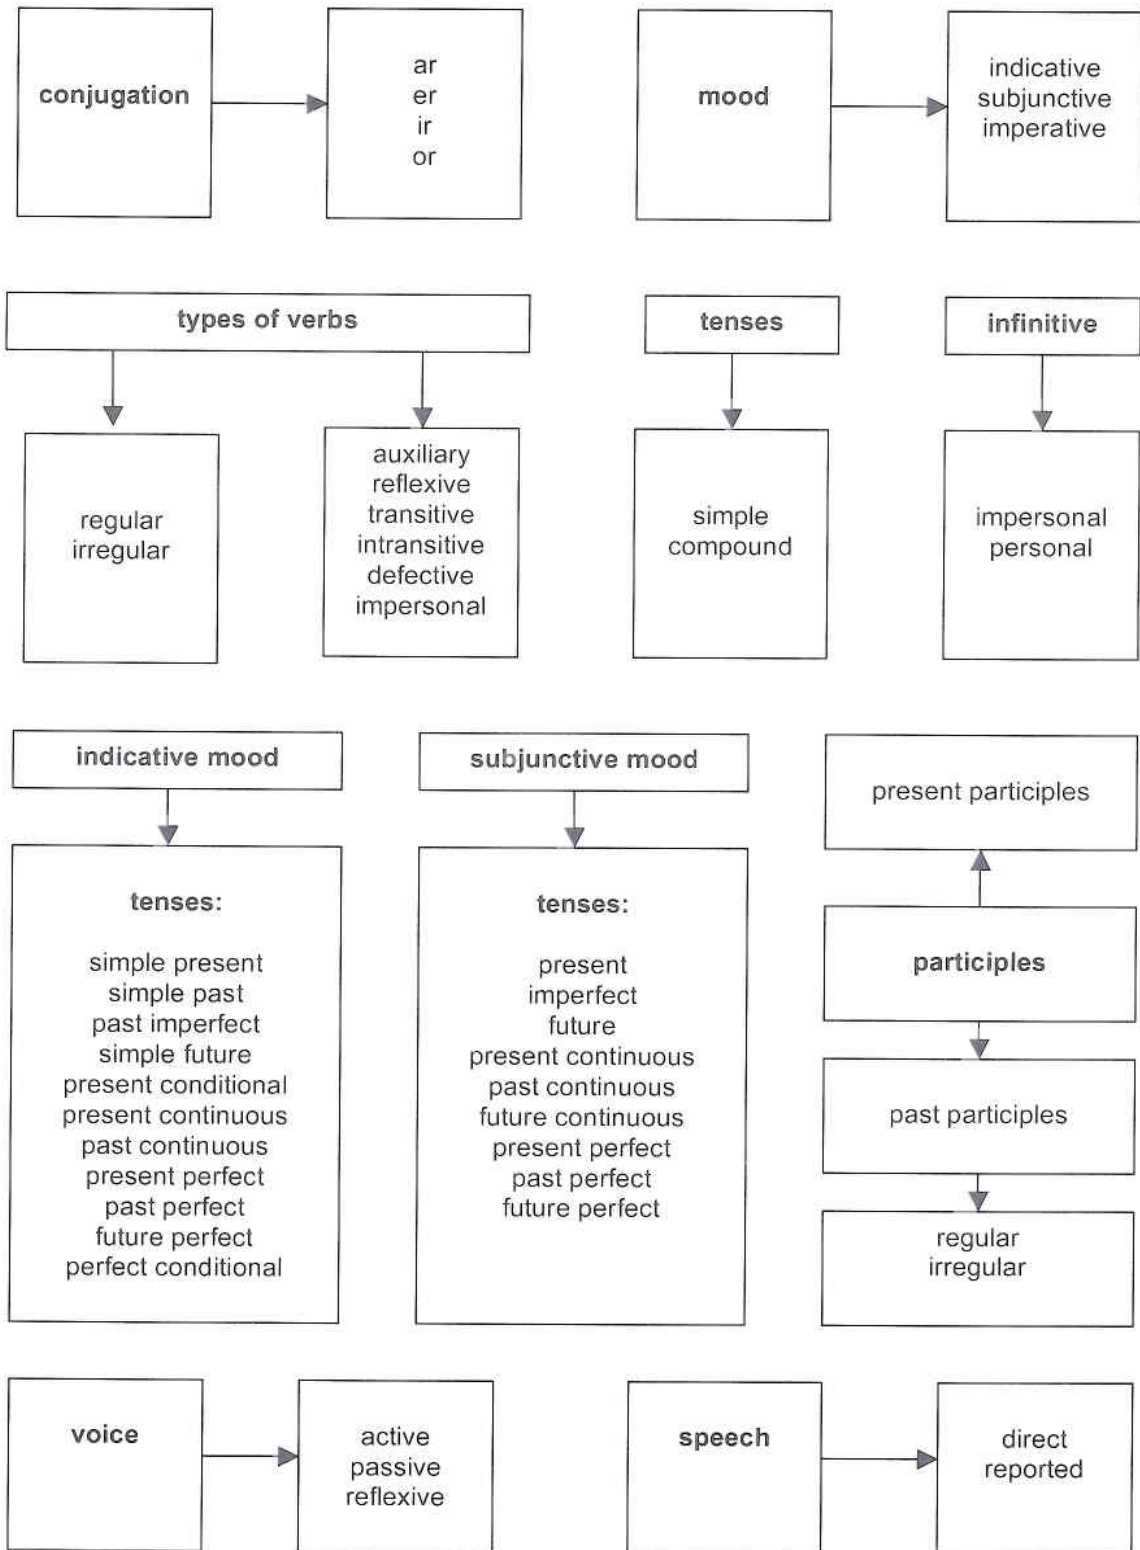 conjugation
ar
er
ir
or
mood
indicative
subjunctive
imperative
types of verbs
regular
irregular
auxiliary
reflexive
transitive
intransitive
defective
impersonal
tenses
simple
compound
infinitive
impersonal
personal
indicative mood
tenses:
simple present
simple past
past imperfect
simple future
present conditional
present continuous
past continuous
present perfect
past perfect
future perfect
perfect conditional
subjunctive mood
tenses:
present
imperfect
future
present continuous
past continuous
future continuous
present perfect
past perfect
future perfect
present participles
participles
past participles
regular
irregular
voice
active
passive
reflexive
speech
direct
reported